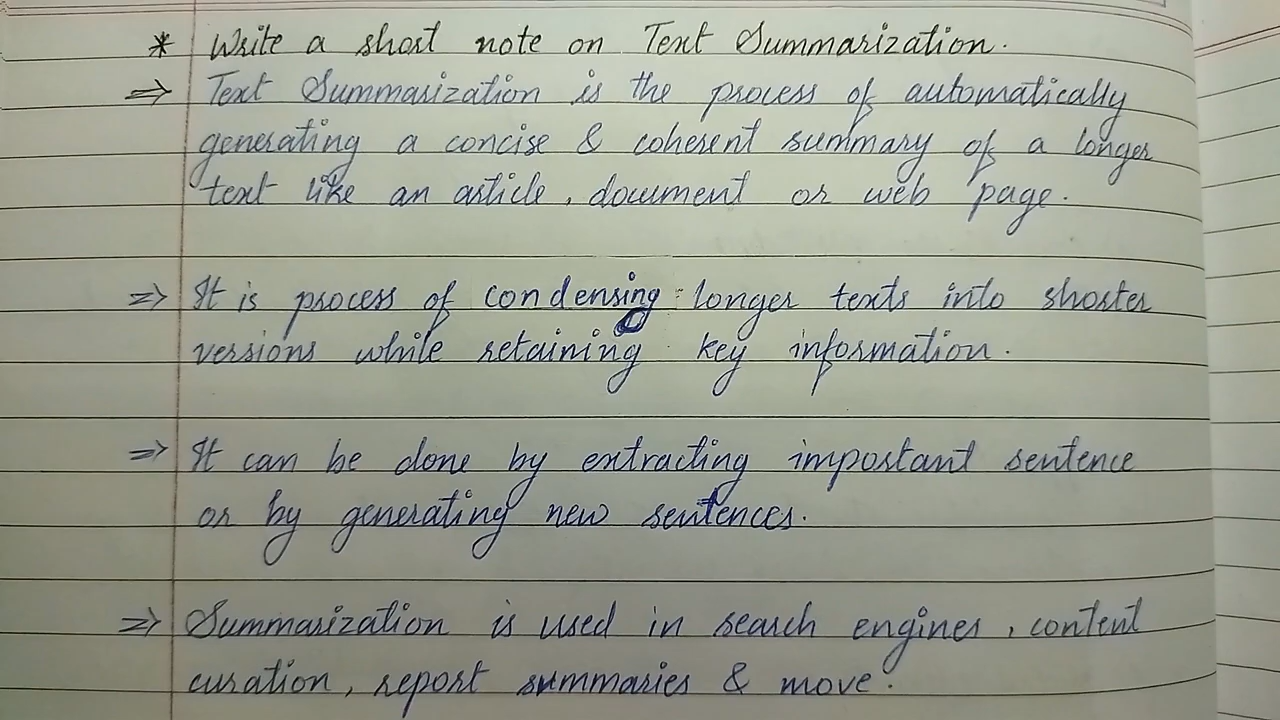 * Write a short note on Text Summarization.
⇒ Text Summarization is the process of automatically
generating a concise & coherent summary of a longer
text like an article, document or web page.
⇒ It is process of condensing longer texts into shorter
versions while retaining key information.
⇒ It can be done by extracting important sentence
or by generating new sentences.
⇒ Summarization is used in search engines, content
curation, report summaries & move.